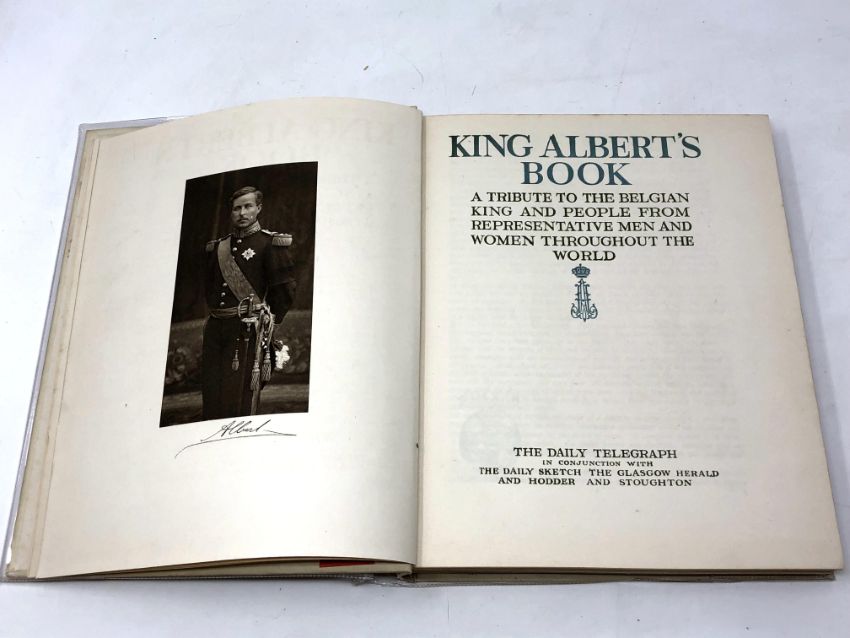 Albert
KING ALBERT'S
BOOK
A TRIBUTE TO THE BELGIAN
KING AND PEOPLE FROM
REPRESENTATIVE MEN AND
WOMEN THROUGHOUT THE
WORLD
THE DAILY TELEGRAPH
IN CONJUNCTION WITH
THE DAILY SKETCH THE GLASGOW HERALD
AND HODDER AND STOUGHTON